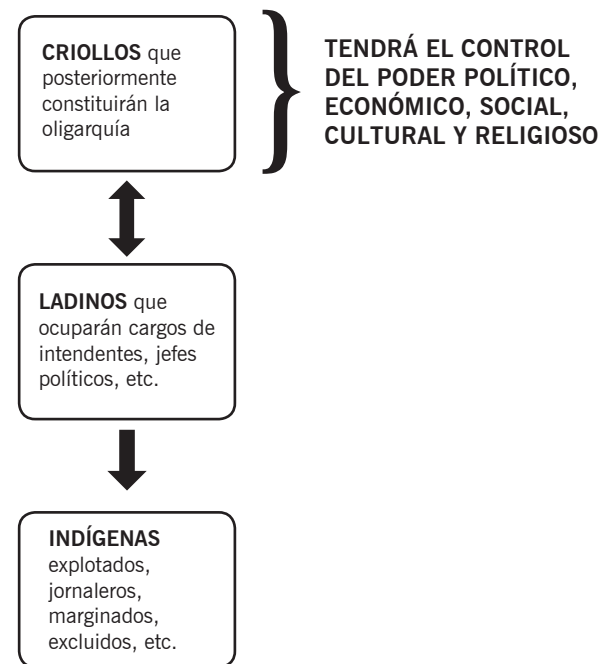 CRIOLLOS que
posteriormente
constituirán la
oligarquía
TENDRÁ EL CONTROL
DEL PODER POLÍTICO,
ECONÓMICO, SOCIAL,
CULTURAL Y RELIGIOSO
LADINOS que
ocuparán cargos de
intendentes, jefes
políticos, etc.
INDÍGENAS
explotados,
jornaleros,
marginados,
excluidos, etc.